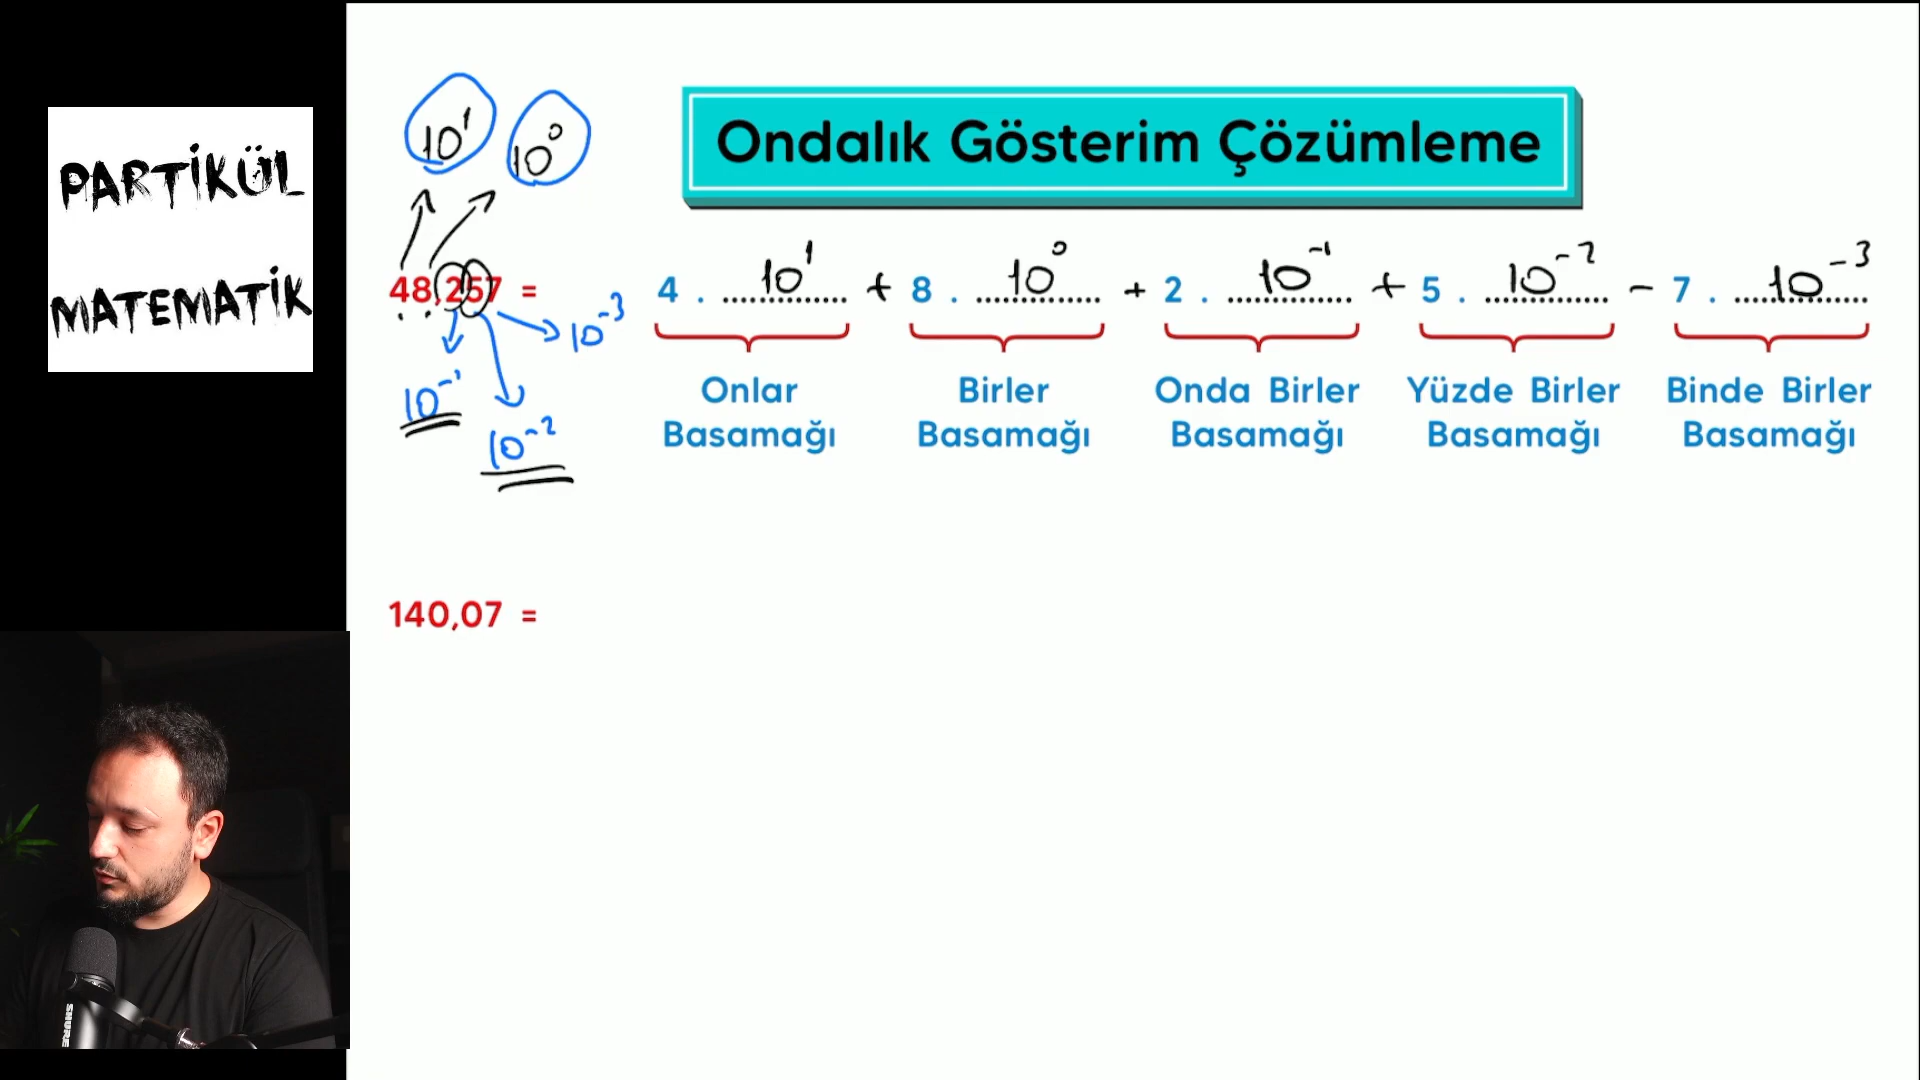 PARTİKÜL
MATEMATİK
Ondalık Gösterim Çözümleme
10¹ 10⁰
48,257 = 4 . 10¹ + 8 . 10⁰ + 2 . 10⁻¹ + 5 . 10⁻² - 7 . 10⁻³
10⁻³
10⁻¹
10⁻²
Onlar Basamağı
Birler Basamağı
Onda Birler Basamağı
Yüzde Birler Basamağı
Binde Birler Basamağı
140,07 =
SHURE